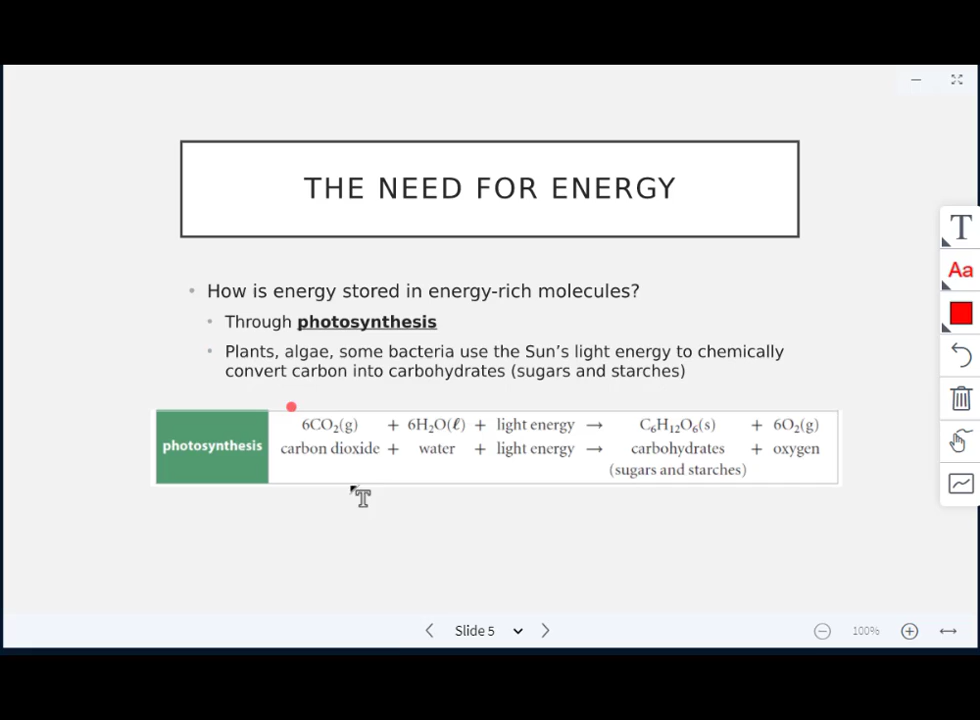 THE NEED FOR ENERGY
• How is energy stored in energy-rich molecules?
• Through photosynthesis
• Plants, algae, some bacteria use the Sun’s light energy to chemically
convert carbon into carbohydrates (sugars and starches)
photosynthesis
6CO₂(g) + 6H₂O(ℓ) + light energy → C₆H₁₂O₆(s) + 6O₂(g)
carbon dioxide + water + light energy → carbohydrates + oxygen
(sugars and starches)
T
Aa
T
Slide 5
100%